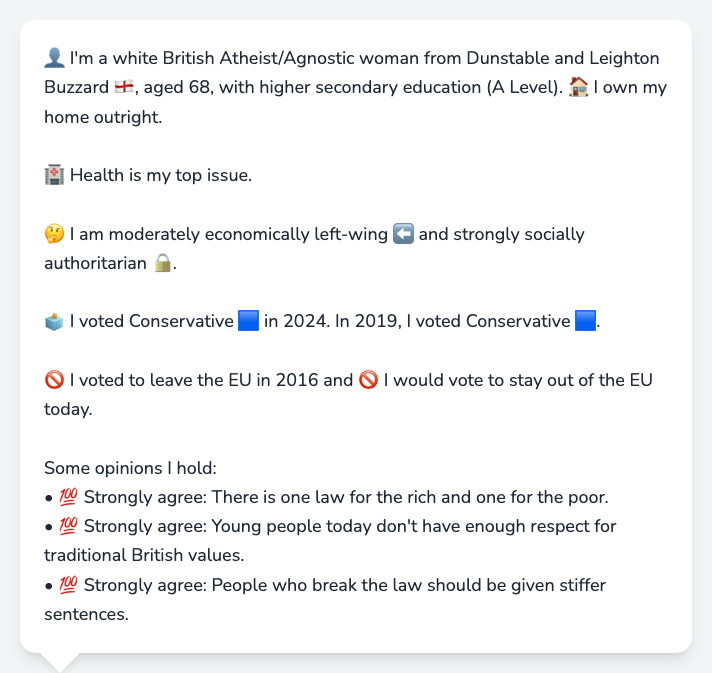 👤 I'm a white British Atheist/Agnostic woman from Dunstable and Leighton
Buzzard 🏴󠁧󠁢󠁥󠁮󠁧󠁿, aged 68, with higher secondary education (A Level). 🏠 I own my
home outright.
🏥 Health is my top issue.
🤔 I am moderately economically left-wing ⬅️ and strongly socially
authoritarian 🔒.
🗳️ I voted Conservative 🟦 in 2024. In 2019, I voted Conservative 🟦.
🚫 I voted to leave the EU in 2016 and 🚫 I would vote to stay out of the EU
today.
Some opinions I hold:
• 💯 Strongly agree: There is one law for the rich and one for the poor.
• 💯 Strongly agree: Young people today don't have enough respect for
traditional British values.
• 💯 Strongly agree: People who break the law should be given stiffer
sentences.